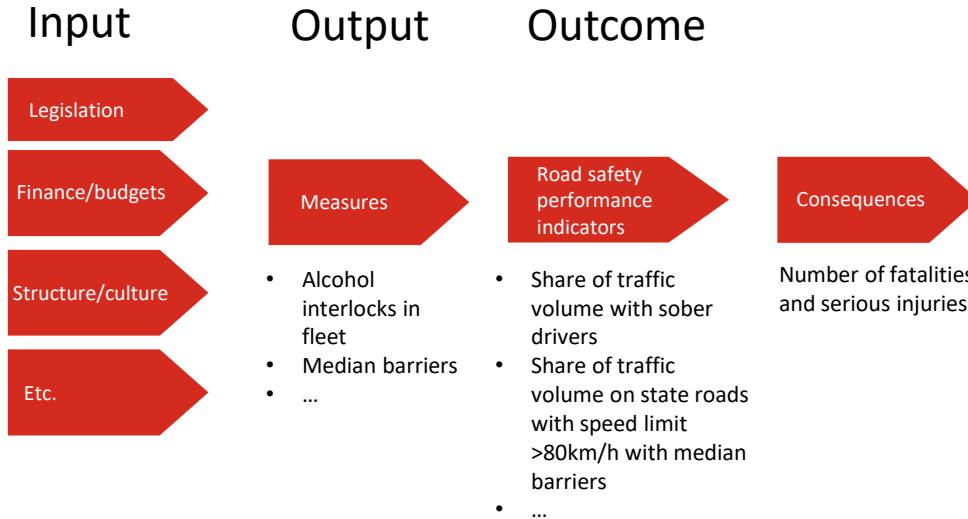 Input
Output
Outcome
Legislation
Finance/budgets
Structure/culture
Etc.
Measures
• Alcohol
interlocks in
fleet
• Median barriers
• …
Road safety
performance
indicators
• Share of traffic
volume with sober
drivers
• Share of traffic
volume on state roads
with speed limit
>80km/h with median
barriers
• …
Consequences
Number of fatalities
and serious injuries